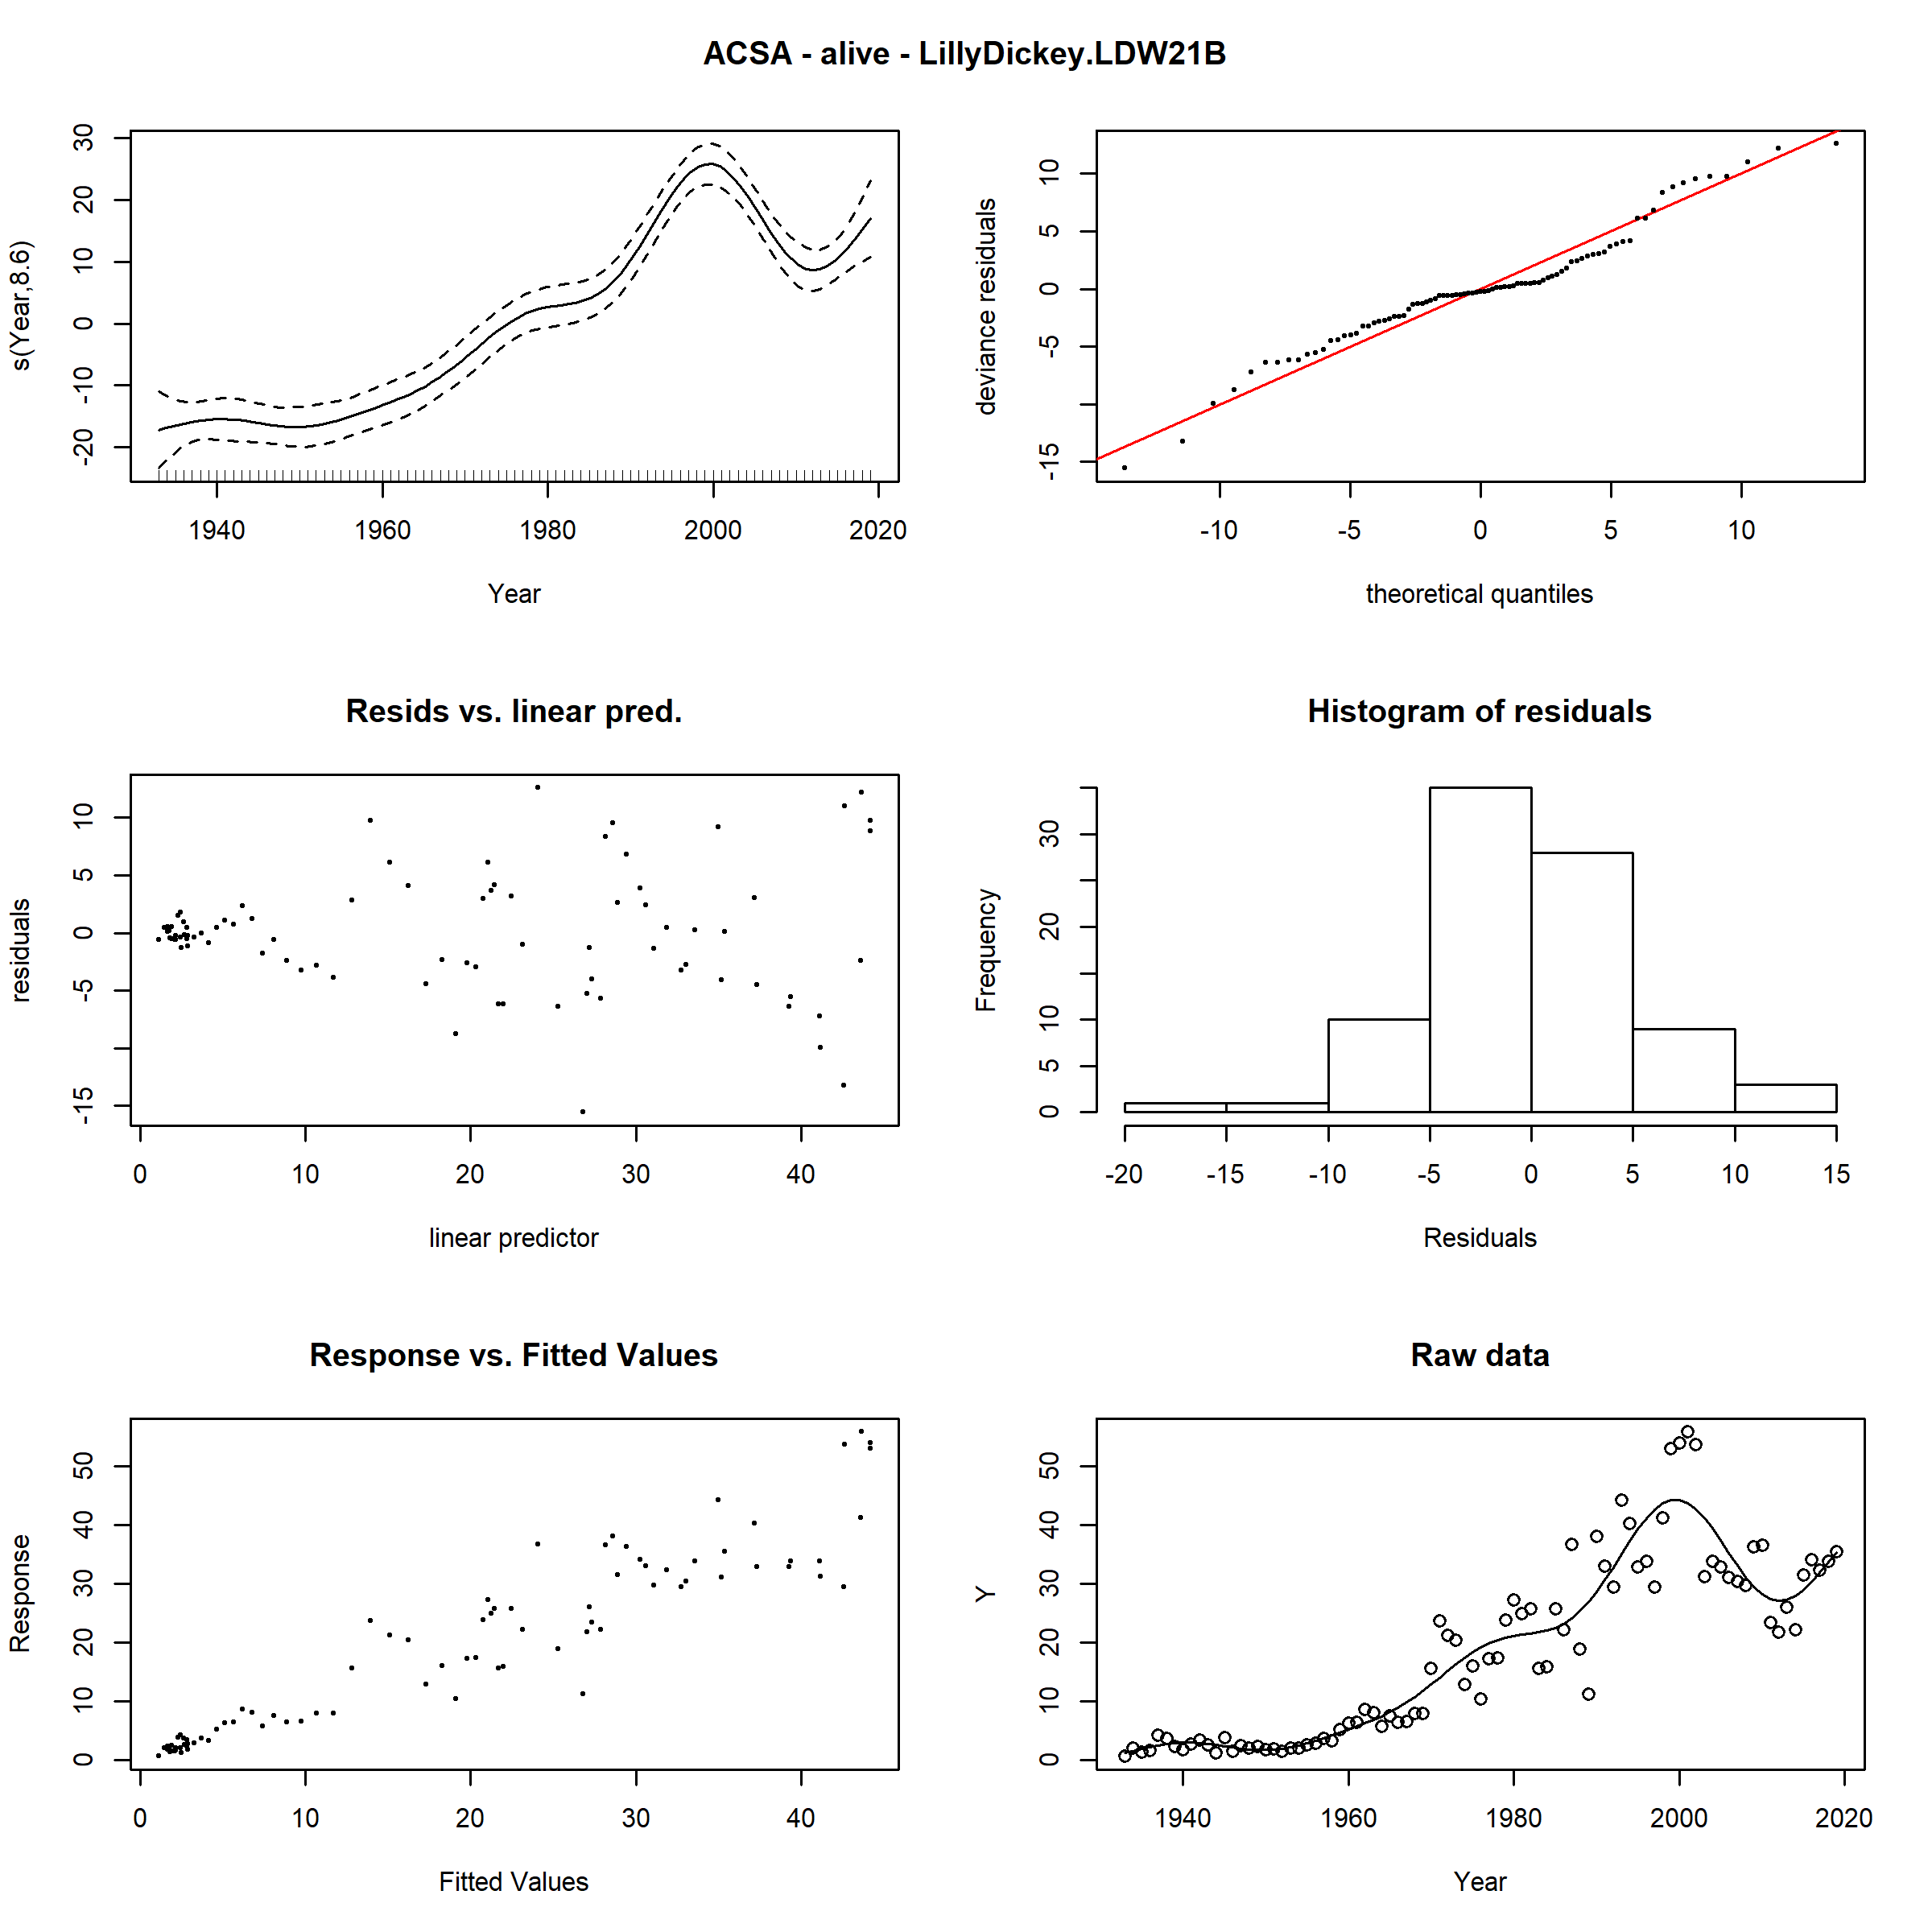 ACSA - alive - LillyDickey.LDW21B
s(Year,8.6)
30
20
10
0
-10
-20
1940 1960 1980 2000 2020
Year
deviance residuals
10
5
0
-5
-15
-10 -5 0 5 10
theoretical quantiles
Resids vs. linear pred.
residuals
10
5
0
-5
-15
0 10 20 30 40
linear predictor
Histogram of residuals
Frequency
30
20
10
5
0
-20 -15 -10 -5 0 5 10 15
Residuals
Response vs. Fitted Values
Response
50
40
30
20
10
0
0 10 20 30 40
Fitted Values
Raw data
Y
50
40
30
20
10
0
1940 1960 1980 2000 2020
Year